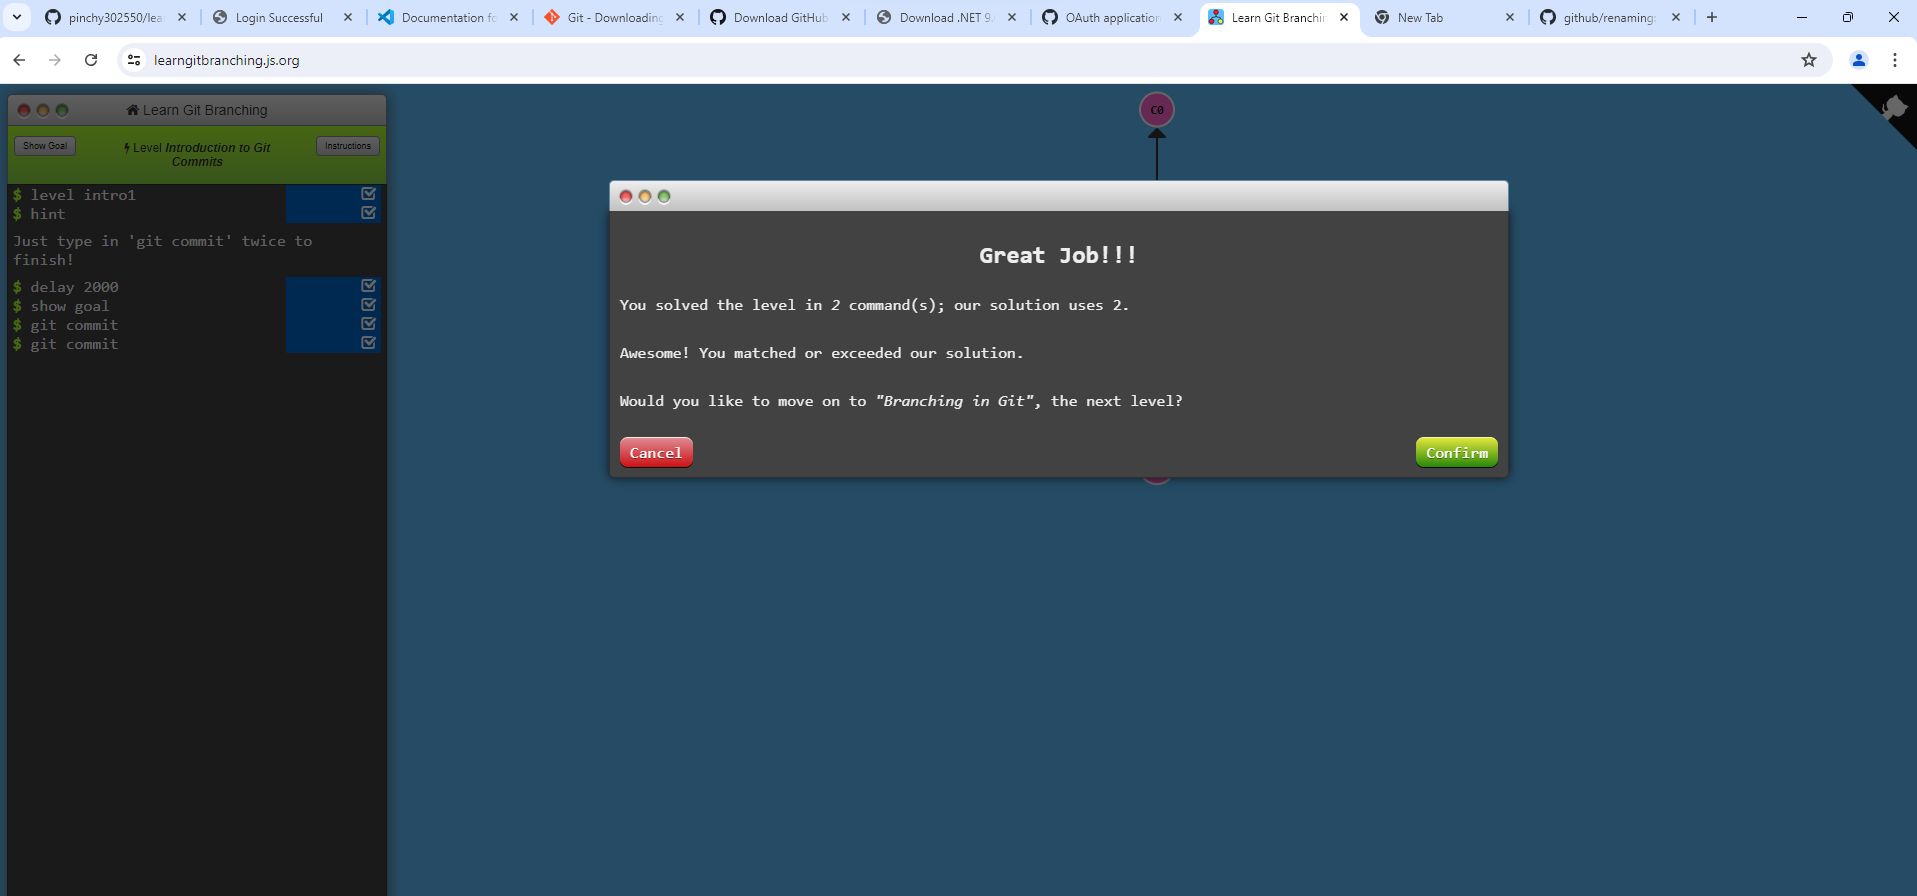 pinchy302550/lea
Login Successful
Documentation fo
Git - Downloading
Download GitHub
Download .NET 9.
OAuth application
Learn Git Branchin
New Tab
github/renaming:
learngitbranching.js.org
Learn Git Branching
Show Goal
Level Introduction to Git
Commits
Instructions
$ level intro1
$ hint
Just type in 'git commit' twice to
finish!
$ delay 2000
$ show goal
$ git commit
$ git commit
C0
Great Job!!!
You solved the level in 2 command(s); our solution uses 2.
Awesome! You matched or exceeded our solution.
Would you like to move on to "Branching in Git", the next level?
Cancel
Confirm